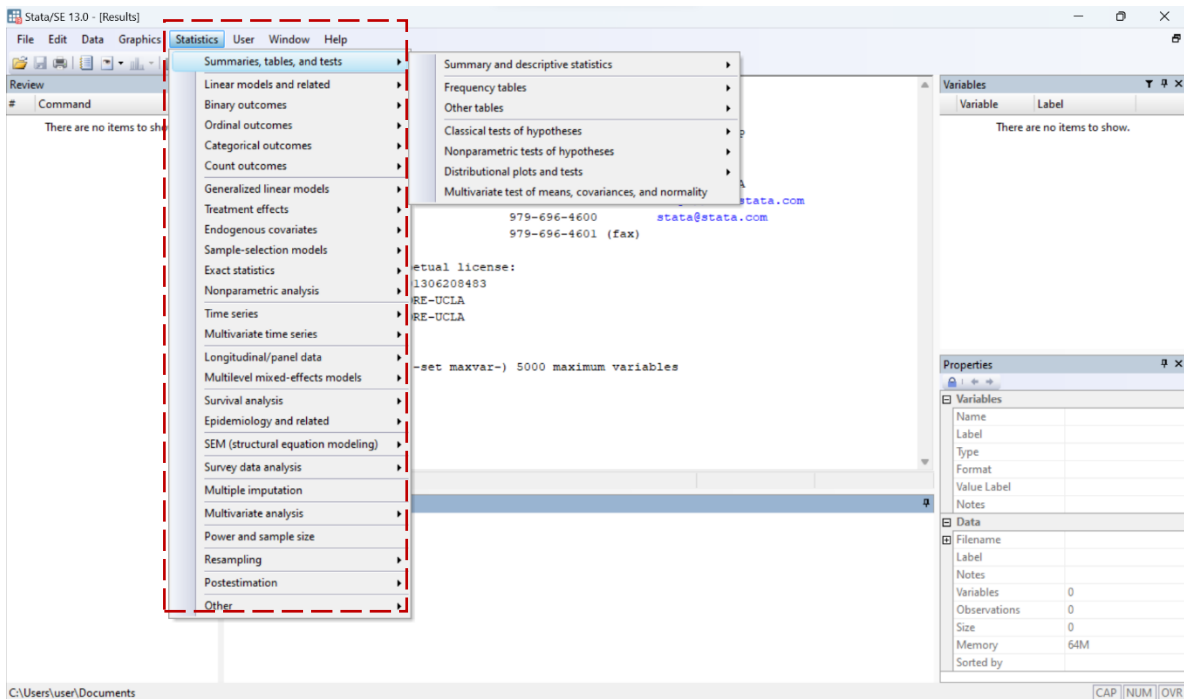 Stata/SE 13.0 - [Results]
File Edit Data Graphics Statistics User Window Help
Review
# Command
There are no items to
Summaries, tables, and tests
Linear models and related
Binary outcomes
Ordinal outcomes
Categorical outcomes
Count outcomes
Generalized linear models
Treatment effects
Endogenous covariates
Sample-selection models
Exact statistics
Nonparametric analysis
Time series
Multivariate time series
Longitudinal/panel data
Multilevel mixed-effects models
Survival analysis
Epidemiology and related
SEM (structural equation modeling)
Survey data analysis
Multiple imputation
Multivariate analysis
Power and sample size
Resampling
Postestimation
Other
Summary and descriptive statistics
Frequency tables
Other tables
Classical tests of hypotheses
Nonparametric tests of hypotheses
Distributional plots and tests
Multivariate test of means, covariances, and normality
stata.com
979-696-4600 stata@stata.com
979-696-4601 (fax)
etual license:
1306208483
RE-UCLA
RE-UCLA
-set maxvar-) 5000 maximum variables
Variables
Variable Label
There are no items to show.
Properties
Variables
Name
Label
Type
Format
Value Label
Notes
Data
Filename
Label
Notes
Variables 0
Observations 0
Size 0
Memory 64M
Sorted by
C:\Users\user\Documents
CAP NUM OVR